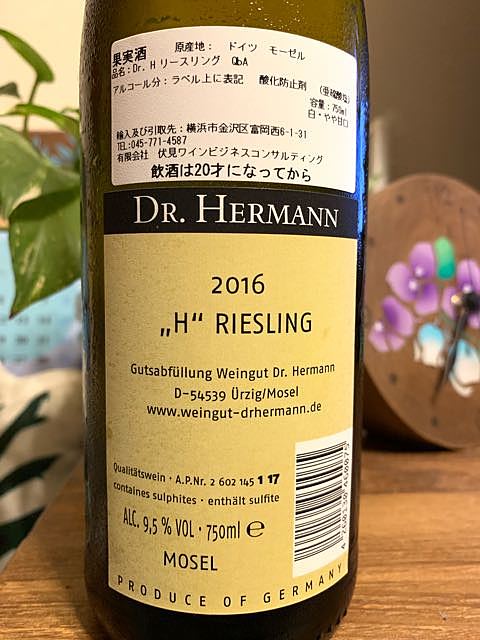 果実酒
原産地： ドイツ モーゼル
品名：Dr. H リースリング QbA
アルコール分：ラベル上に表記 酸化防止剤 （亜硫酸塩）
容量：750ml
白・やや甘口
輸入及び引取先：横浜市金沢区富岡西6-1-31
TEL:045-771-4587
有限会社 伏見ワインビジネスコンサルティング
飲酒は20才になってから
DR. HERMANN
2016
„H“ RIESLING
Gutsabfüllung Weingut Dr. Hermann
D-54539 Ürzig/Mosel
www.weingut-drhermann.de
Qualitätswein · A.P.Nr. 2 602 145 1 17
containes sulphites · enthält sulfite
ALC. 9,5 % VOL · 750ml ℮
MOSEL
PRODUCE OF GERMANY